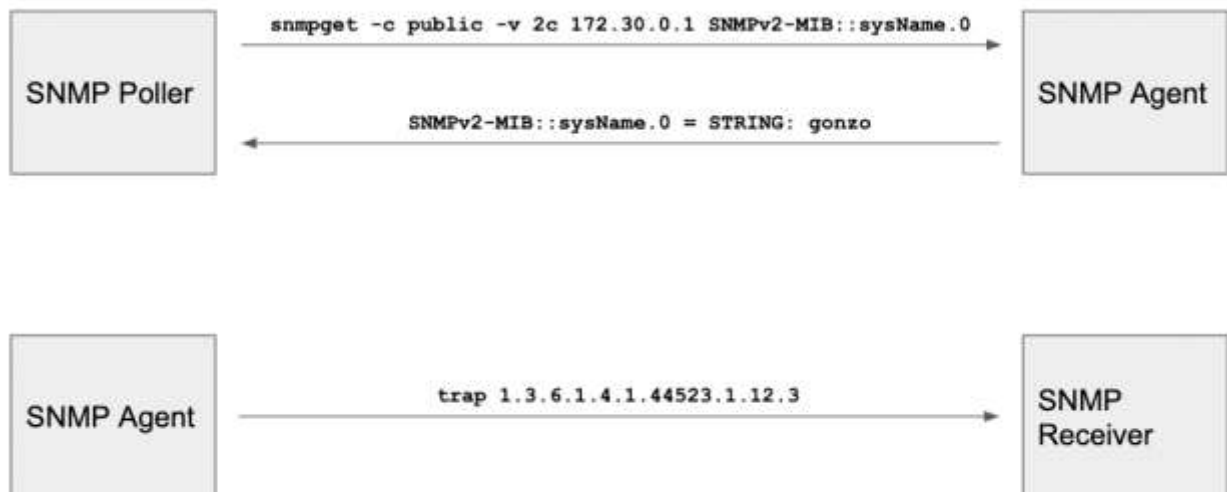 snmpget -c public -v 2c 172.30.0.1 SNMPv2-MIB::sysName.0
SNMP Poller
SNMP Agent
SNMPv2-MIB::sysName.0 = STRING: gonzo
trap 1.3.6.1.4.1.44523.1.12.3
SNMP Agent
SNMP
Receiver